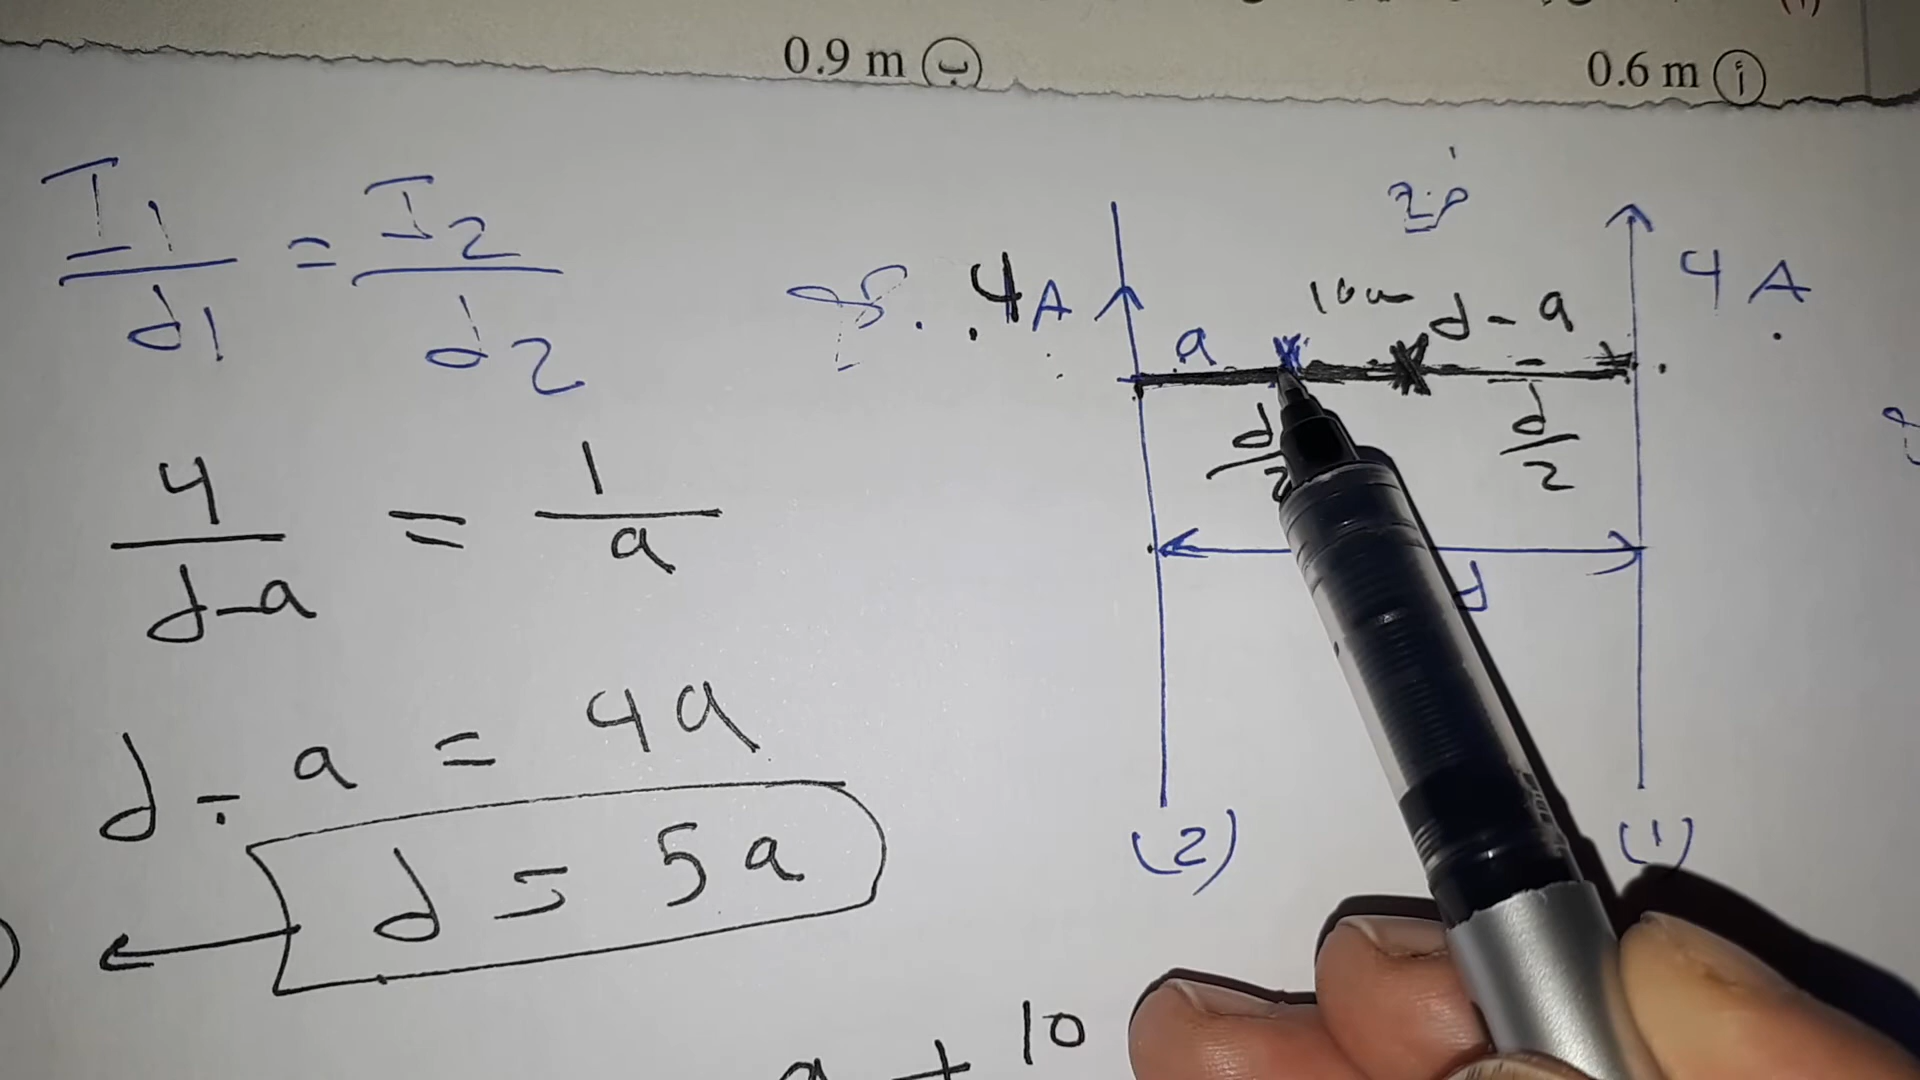 0.6 m أ
0.9 m ب
I1/d1 = I2/d2
4/d-a = 1/a
d - a = 4a
d = 5a
a + 10
4A
4 A
a
10cm
d - a
d/2
d/2
d
(2)
(1)